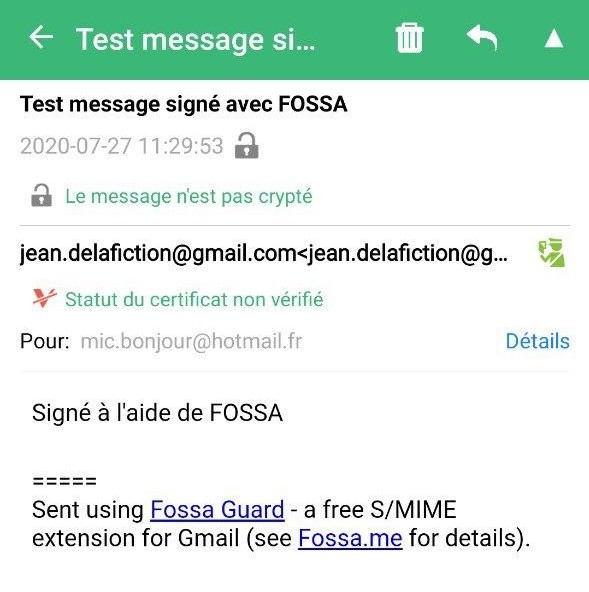 Test message si...
Test message signé avec FOSSA
2020-07-27 11:29:53
Le message n'est pas crypté
jean.delafiction@gmail.com<jean.delafiction@g...
Statut du certificat non vérifié
Pour: mic.bonjour@hotmail.fr Détails
Signé à l'aide de FOSSA
=====
Sent using Fossa Guard - a free S/MIME
extension for Gmail (see Fossa.me for details).